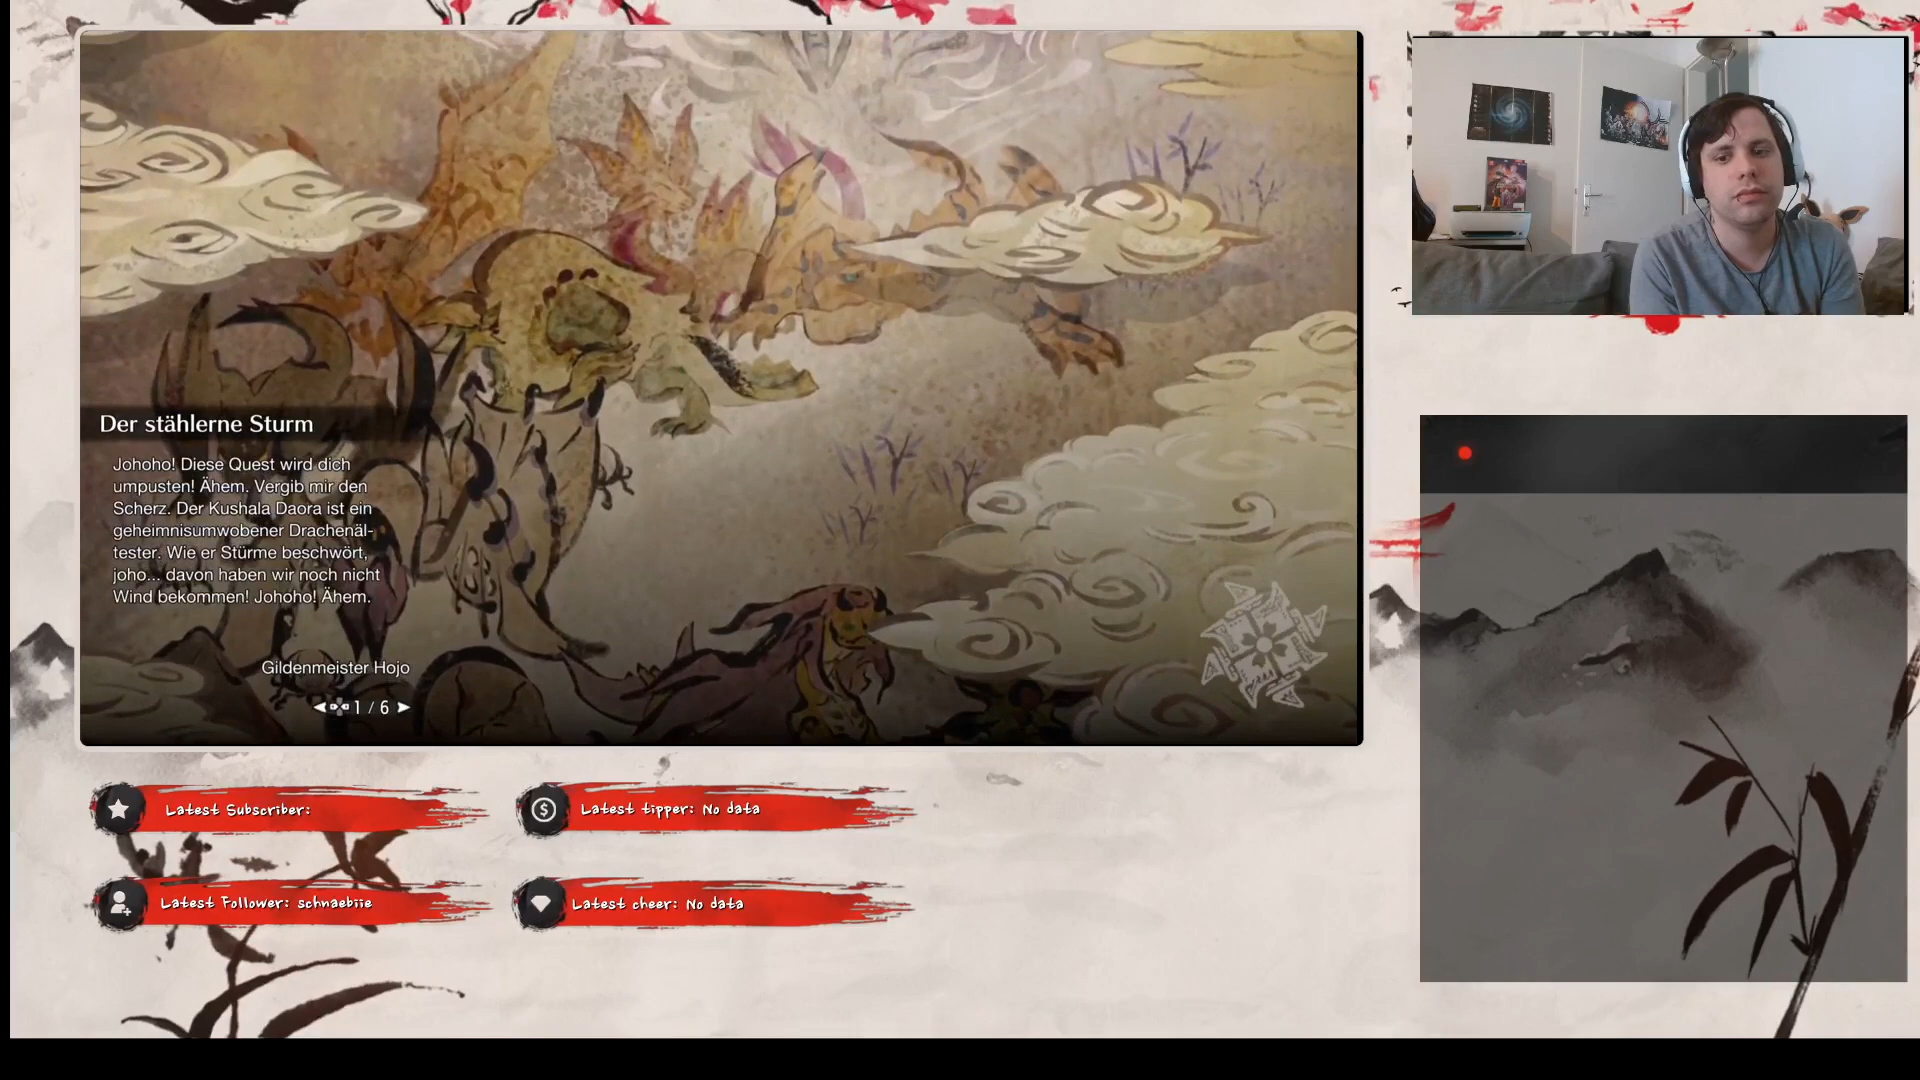 Der stählerne Sturm
Johoho! Diese Quest wird dich
umpusten! Ähem. Vergib mir den
Scherz. Der Kushala Daora ist ein
geheimnisumwobener Drachenäl-
tester. Wie er Stürme beschwört,
joho... davon haben wir noch nicht
Wind bekommen! Johoho! Ähem.
Gildenmeister Hojo
1 / 6
Latest Subscriber:
Latest tipper: No data
Latest Follower: schnaebiie
Latest cheer: No data